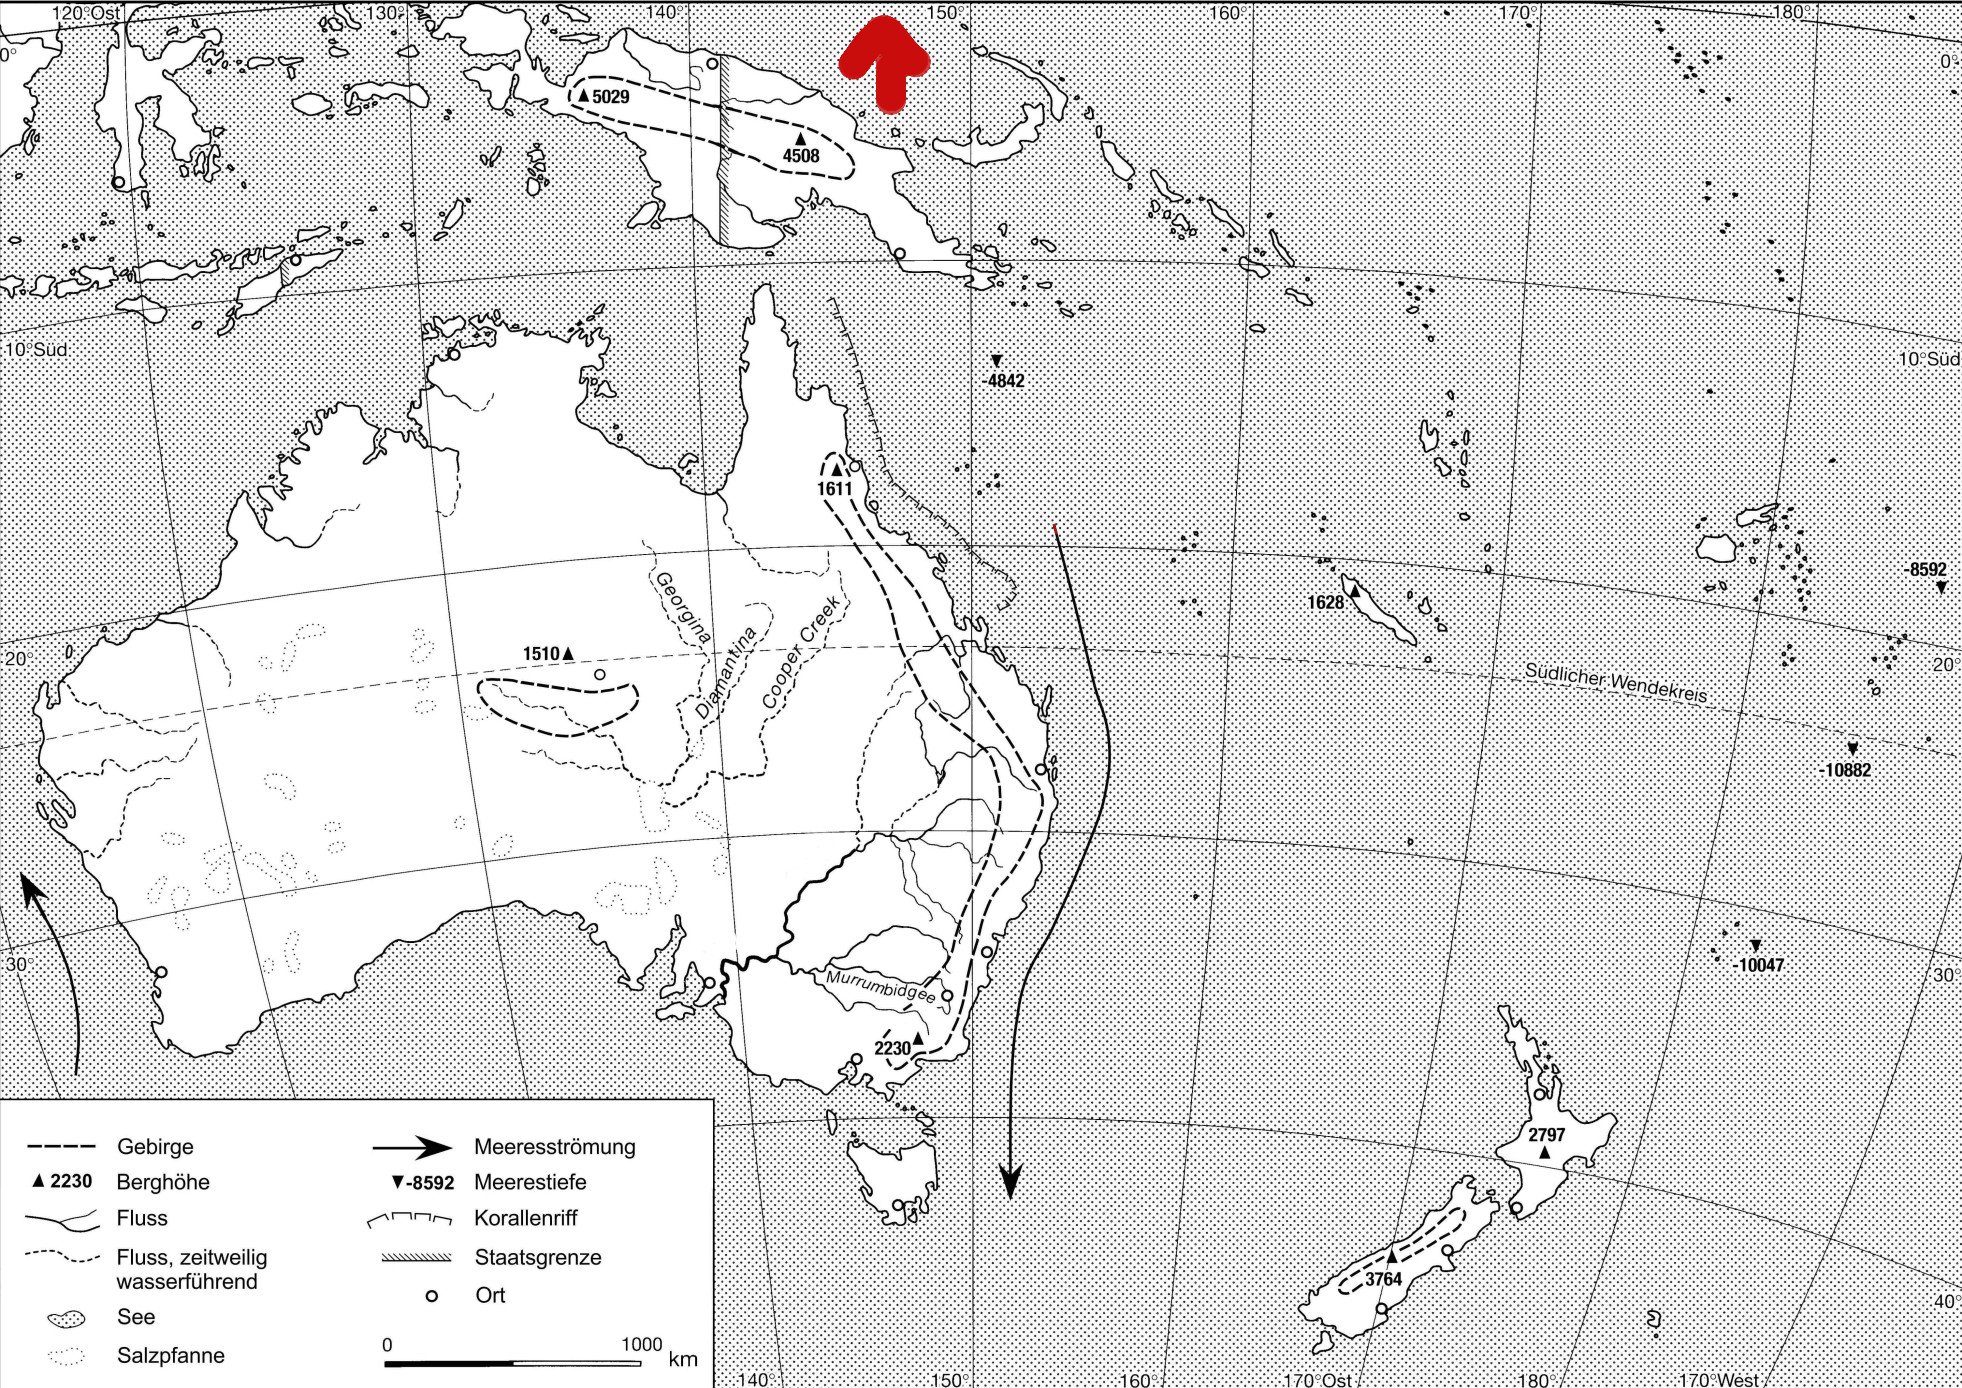 120°Ost
130°
140°
150°
160°
170°
180°
0°
0°
5029
4508
10°Süd
10°Süd
-4842
1611
-8592
1628
Georgina
Diamantina
Cooper Creek
1510
20°
20°
Südlicher Wendekreis
-10882
-10047
30°
30°
Murrumbidgee
2230
2797
3764
40°
Gebirge
2230 Berghöhe
Fluss
Fluss, zeitweilig
wasserführend
See
Salzpfanne
Meeresströmung
-8592 Meerestiefe
Korallenriff
Staatsgrenze
Ort
0 1000 km
140°
150°
160°
170°Ost
180°
170°West